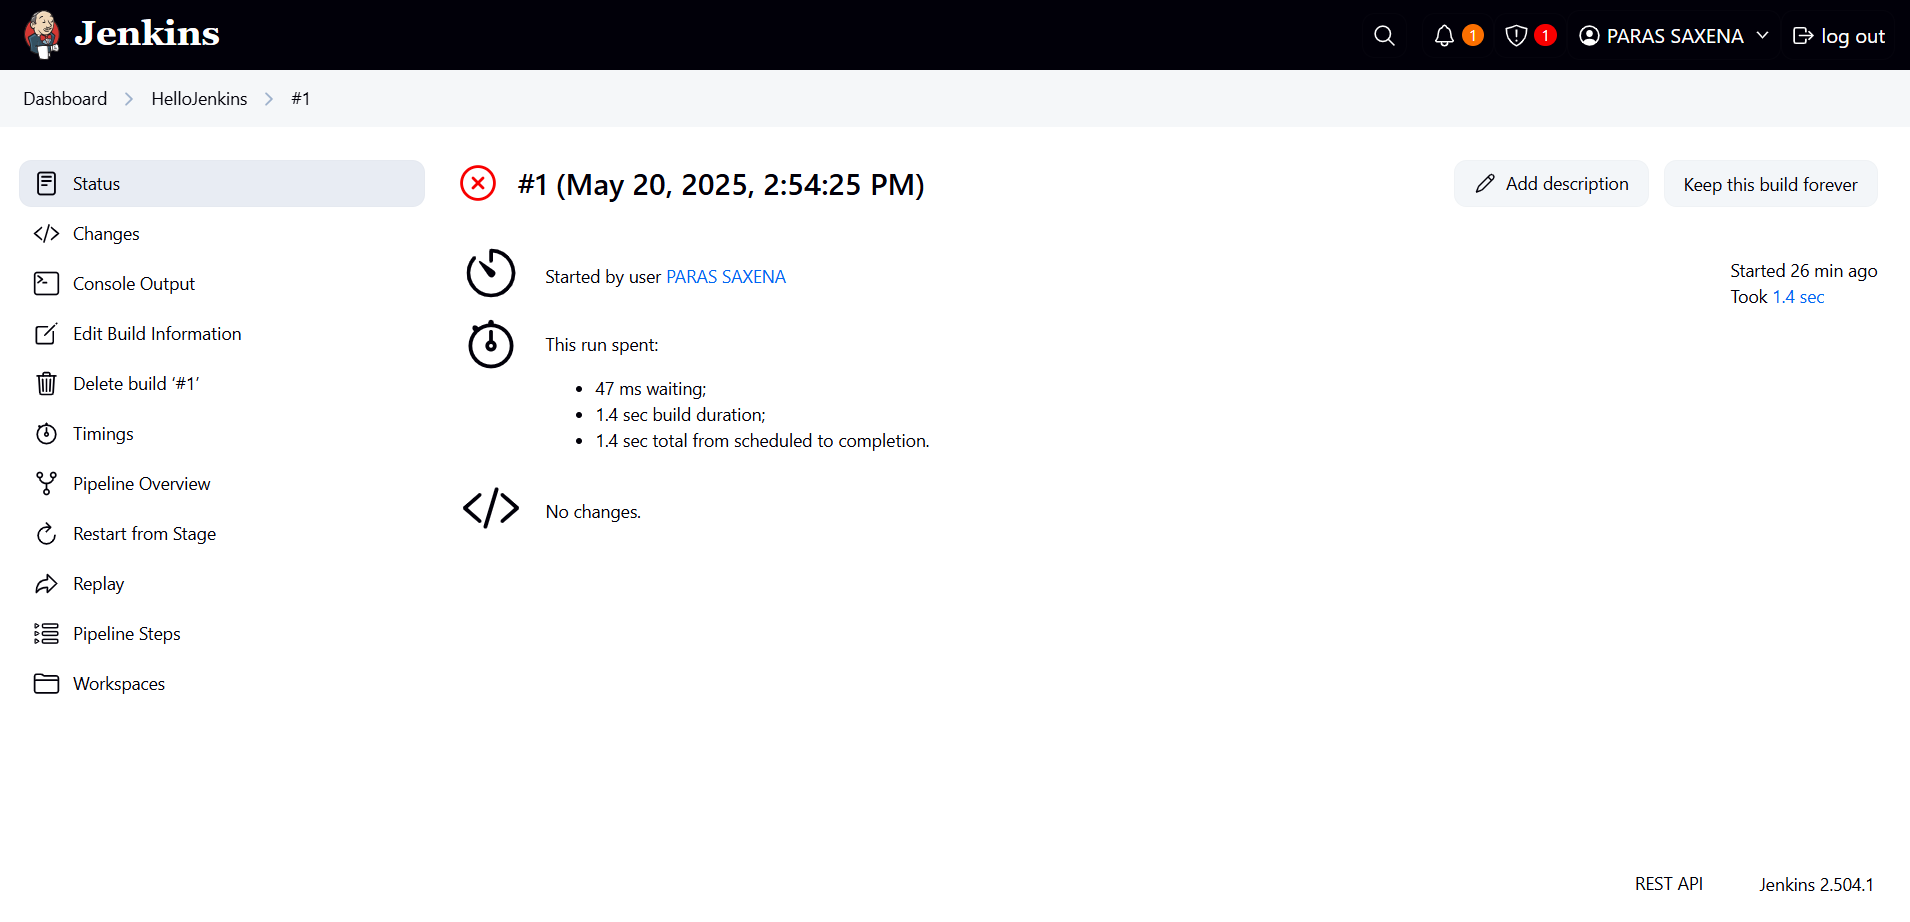 Jenkins
1
1
PARAS SAXENA
log out
Dashboard
HelloJenkins
#1
Status
Changes
Console Output
Edit Build Information
Delete build ‘#1’
Timings
Pipeline Overview
Restart from Stage
Replay
Pipeline Steps
Workspaces
#1 (May 20, 2025, 2:54:25 PM)
Add description
Keep this build forever
Started by user PARAS SAXENA
Started 26 min ago
Took 1.4 sec
This run spent:
47 ms waiting;
1.4 sec build duration;
1.4 sec total from scheduled to completion.
No changes.
REST API
Jenkins 2.504.1